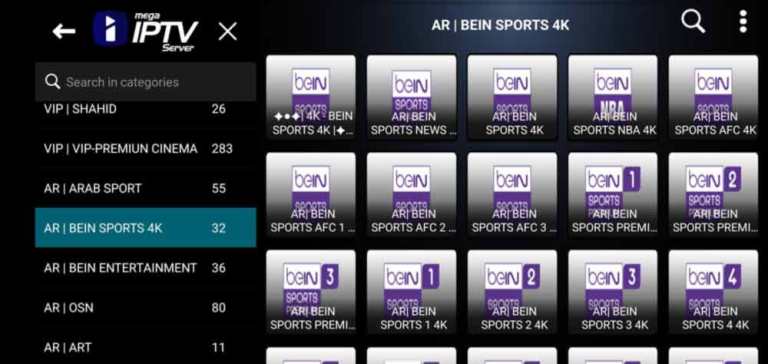 mega
IPTV
Server
Search in categories
VIP | SHAHID 26
VIP | VIP-PREMIUN CINEMA 283
AR | ARAB SPORT 55
AR | BEIN SPORTS 4K 32
AR | BEIN ENTERTAINMENT 36
AR | OSN 80
AR | ART 11
AR | BEIN SPORTS 4K
beIN SPORTS
✦●✦| 4K - BEIN
SPORTS 4K |✦...
beIN SPORTS
AR| BEIN
SPORTS NEWS ...
beIN SPORTS
AR| BEIN
SPORTS 4K
beIN NBA
AR| BEIN
SPORTS NBA 4K
beIN SPORTS
AR| BEIN
SPORTS AFC 4K
beIN
AR| BEIN
SPORTS AFC 1 ...
beIN
AR| BEIN
SPORTS AFC 2 ...
beIN
AR| BEIN
SPORTS AFC 3 ...
beIN 1
SPORTS
AR| BEIN
SPORTS PREMI...
beIN 2
SPORTS
AR| BEIN
SPORTS PREMI...
beIN 3
SPORTS
PREMIUM
AR| BEIN
SPORTS PREMI...
beIN 1
SPORTS
AR| BEIN
SPORTS 1 4K
beIN 2
SPORTS
AR| BEIN
SPORTS 2 4K
beIN 3
SPORTS
AR| BEIN
SPORTS 3 4K
beIN 4
SPORTS
AR| BEIN
SPORTS 4 4K